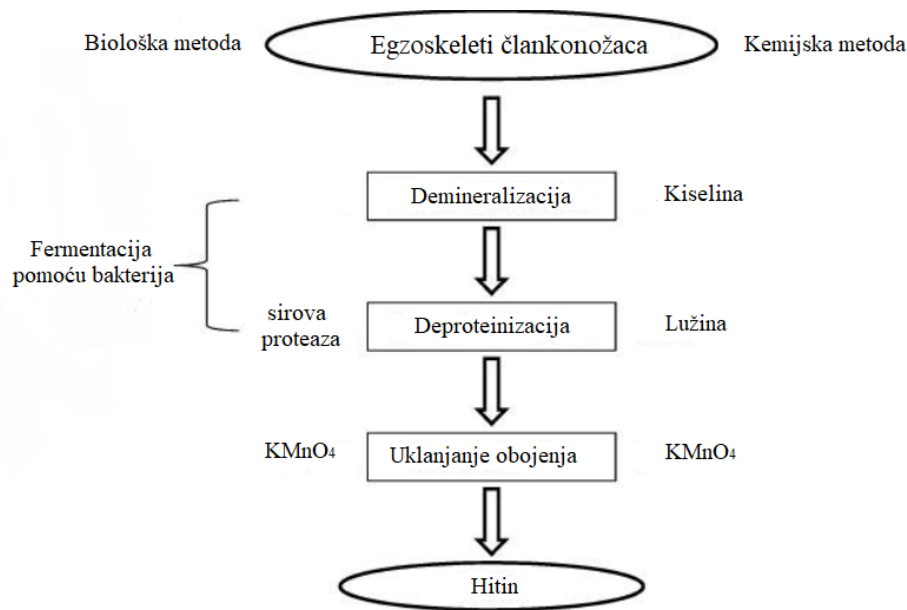 Biološka metoda
Egzoskeleti člankonožaca
Kemijska metoda
Demineralizacija
Kiselina
Fermentacija
pomoću bakterija
sirova
proteaza
Deproteinizacija
Lužina
KMnO4
Uklanjanje obojenja
KMnO4
Hitin